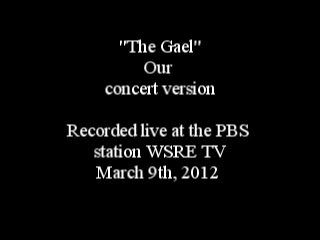 "The Gael"
Our
concert version
Recorded live at the PBS
station WSRE TV
March 9th, 2012